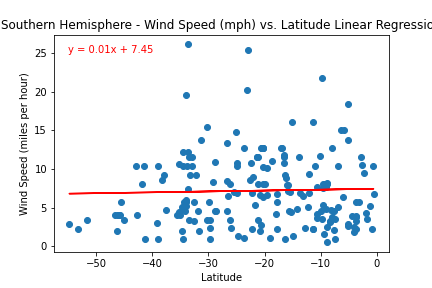 Southern Hemisphere - Wind Speed (mph) vs. Latitude Linear Regressio
y = 0.01x + 7.45
Wind Speed (miles per hour)
25
20
15
10
5
0
−50 −40 −30 −20 −10 0
Latitude